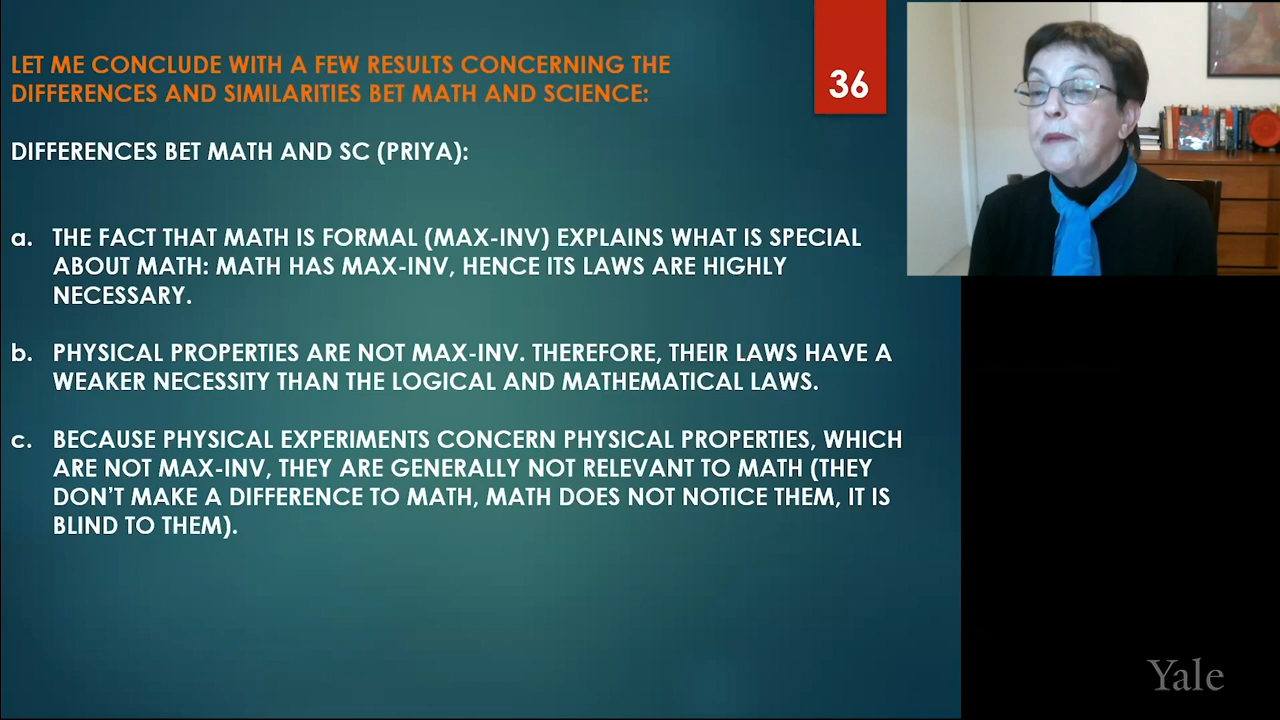 LET ME CONCLUDE WITH A FEW RESULTS CONCERNING THE
DIFFERENCES AND SIMILARITIES BET MATH AND SCIENCE:
36
DIFFERENCES BET MATH AND SC (PRIYA):
a. THE FACT THAT MATH IS FORMAL (MAX-INV) EXPLAINS WHAT IS SPECIAL
ABOUT MATH: MATH HAS MAX-INV, HENCE ITS LAWS ARE HIGHLY
NECESSARY.
b. PHYSICAL PROPERTIES ARE NOT MAX-INV. THEREFORE, THEIR LAWS HAVE A
WEAKER NECESSITY THAN THE LOGICAL AND MATHEMATICAL LAWS.
c. BECAUSE PHYSICAL EXPERIMENTS CONCERN PHYSICAL PROPERTIES, WHICH
ARE NOT MAX-INV, THEY ARE GENERALLY NOT RELEVANT TO MATH (THEY
DON'T MAKE A DIFFERENCE TO MATH, MATH DOES NOT NOTICE THEM, IT IS
BLIND TO THEM).
Yale